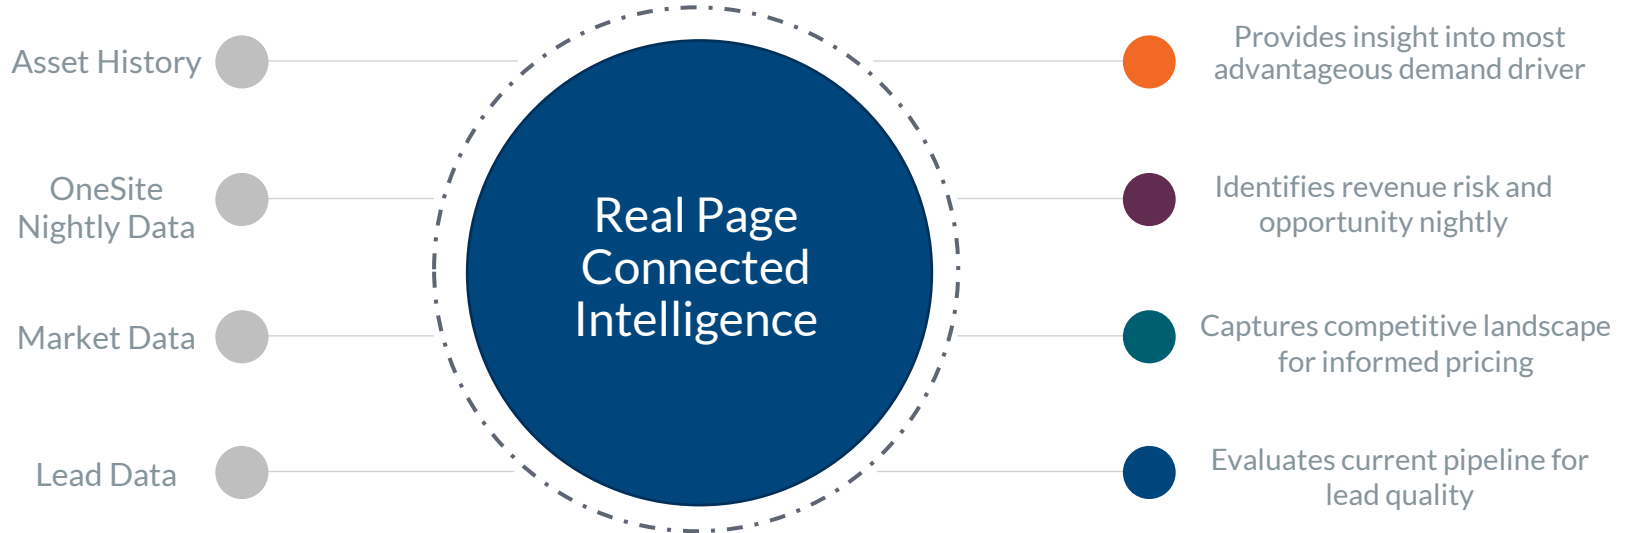 Asset History
OneSite
Nightly Data
Market Data
Lead Data
Real Page
Connected
Intelligence
Provides insight into most
advantageous demand driver
Identifies revenue risk and
opportunity nightly
Captures competitive landscape
for informed pricing
Evaluates current pipeline for
lead quality